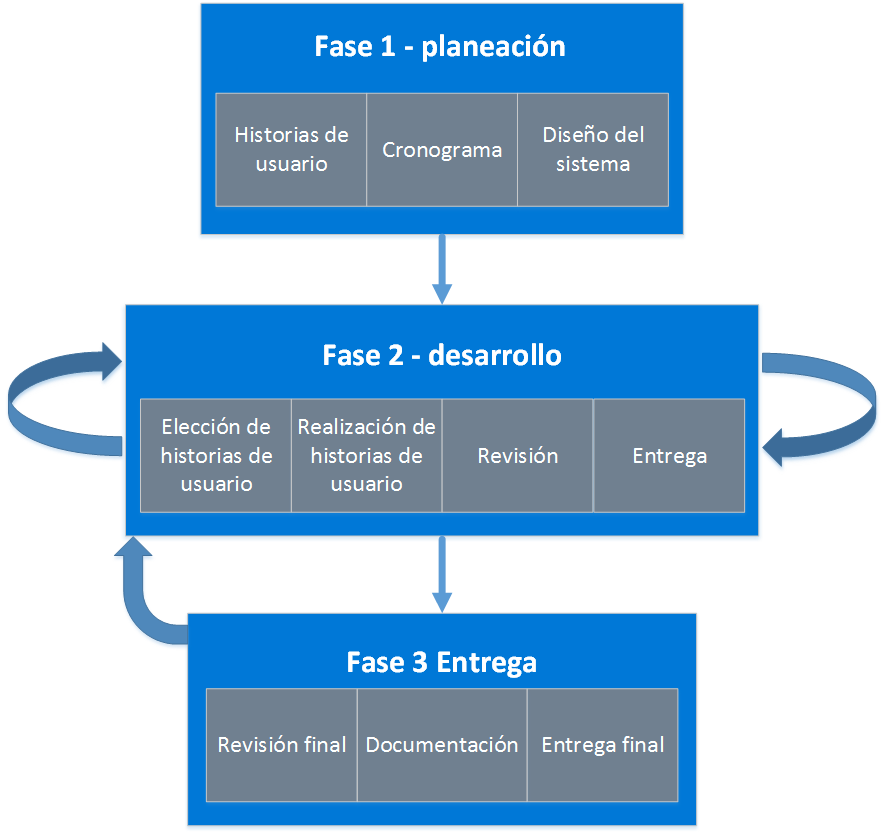 Fase 1 - planeación
Historias de
usuario
Cronograma
Diseño del
sistema
Fase 2 - desarrollo
Elección de
historias de
usuario
Realización de
historias de
usuario
Revisión
Entrega
Fase 3 Entrega
Revisión final
Documentación
Entrega final